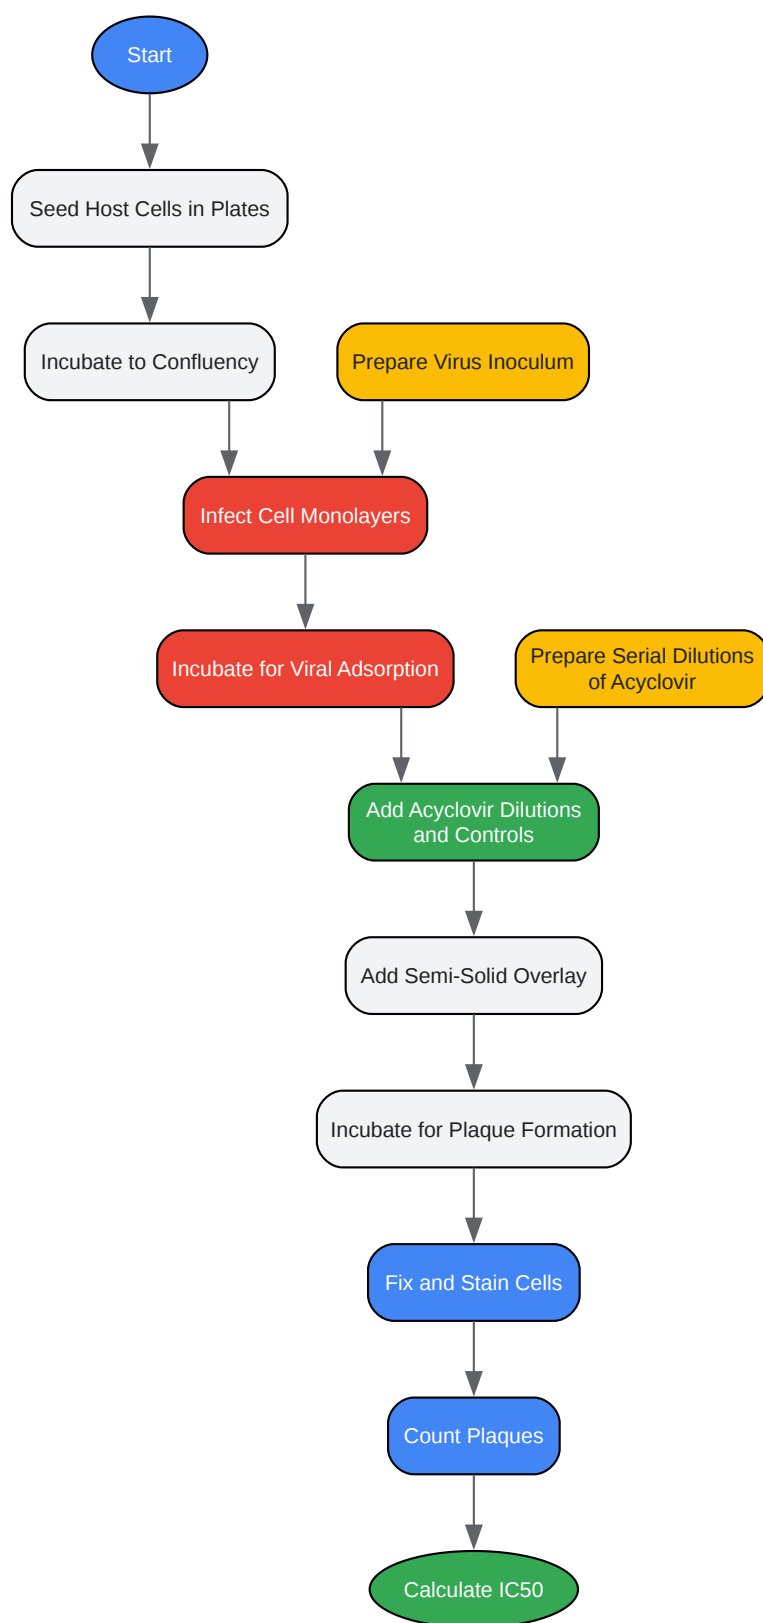 Start
Seed Host Cells in Plates
Incubate to Confluency
Prepare Virus Inoculum
Infect Cell Monolayers
Incubate for Viral Adsorption
Prepare Serial Dilutions
of Acyclovir
Add Acyclovir Dilutions
and Controls
Add Semi-Solid Overlay
Incubate for Plaque Formation
Fix and Stain Cells
Count Plaques
Calculate IC50